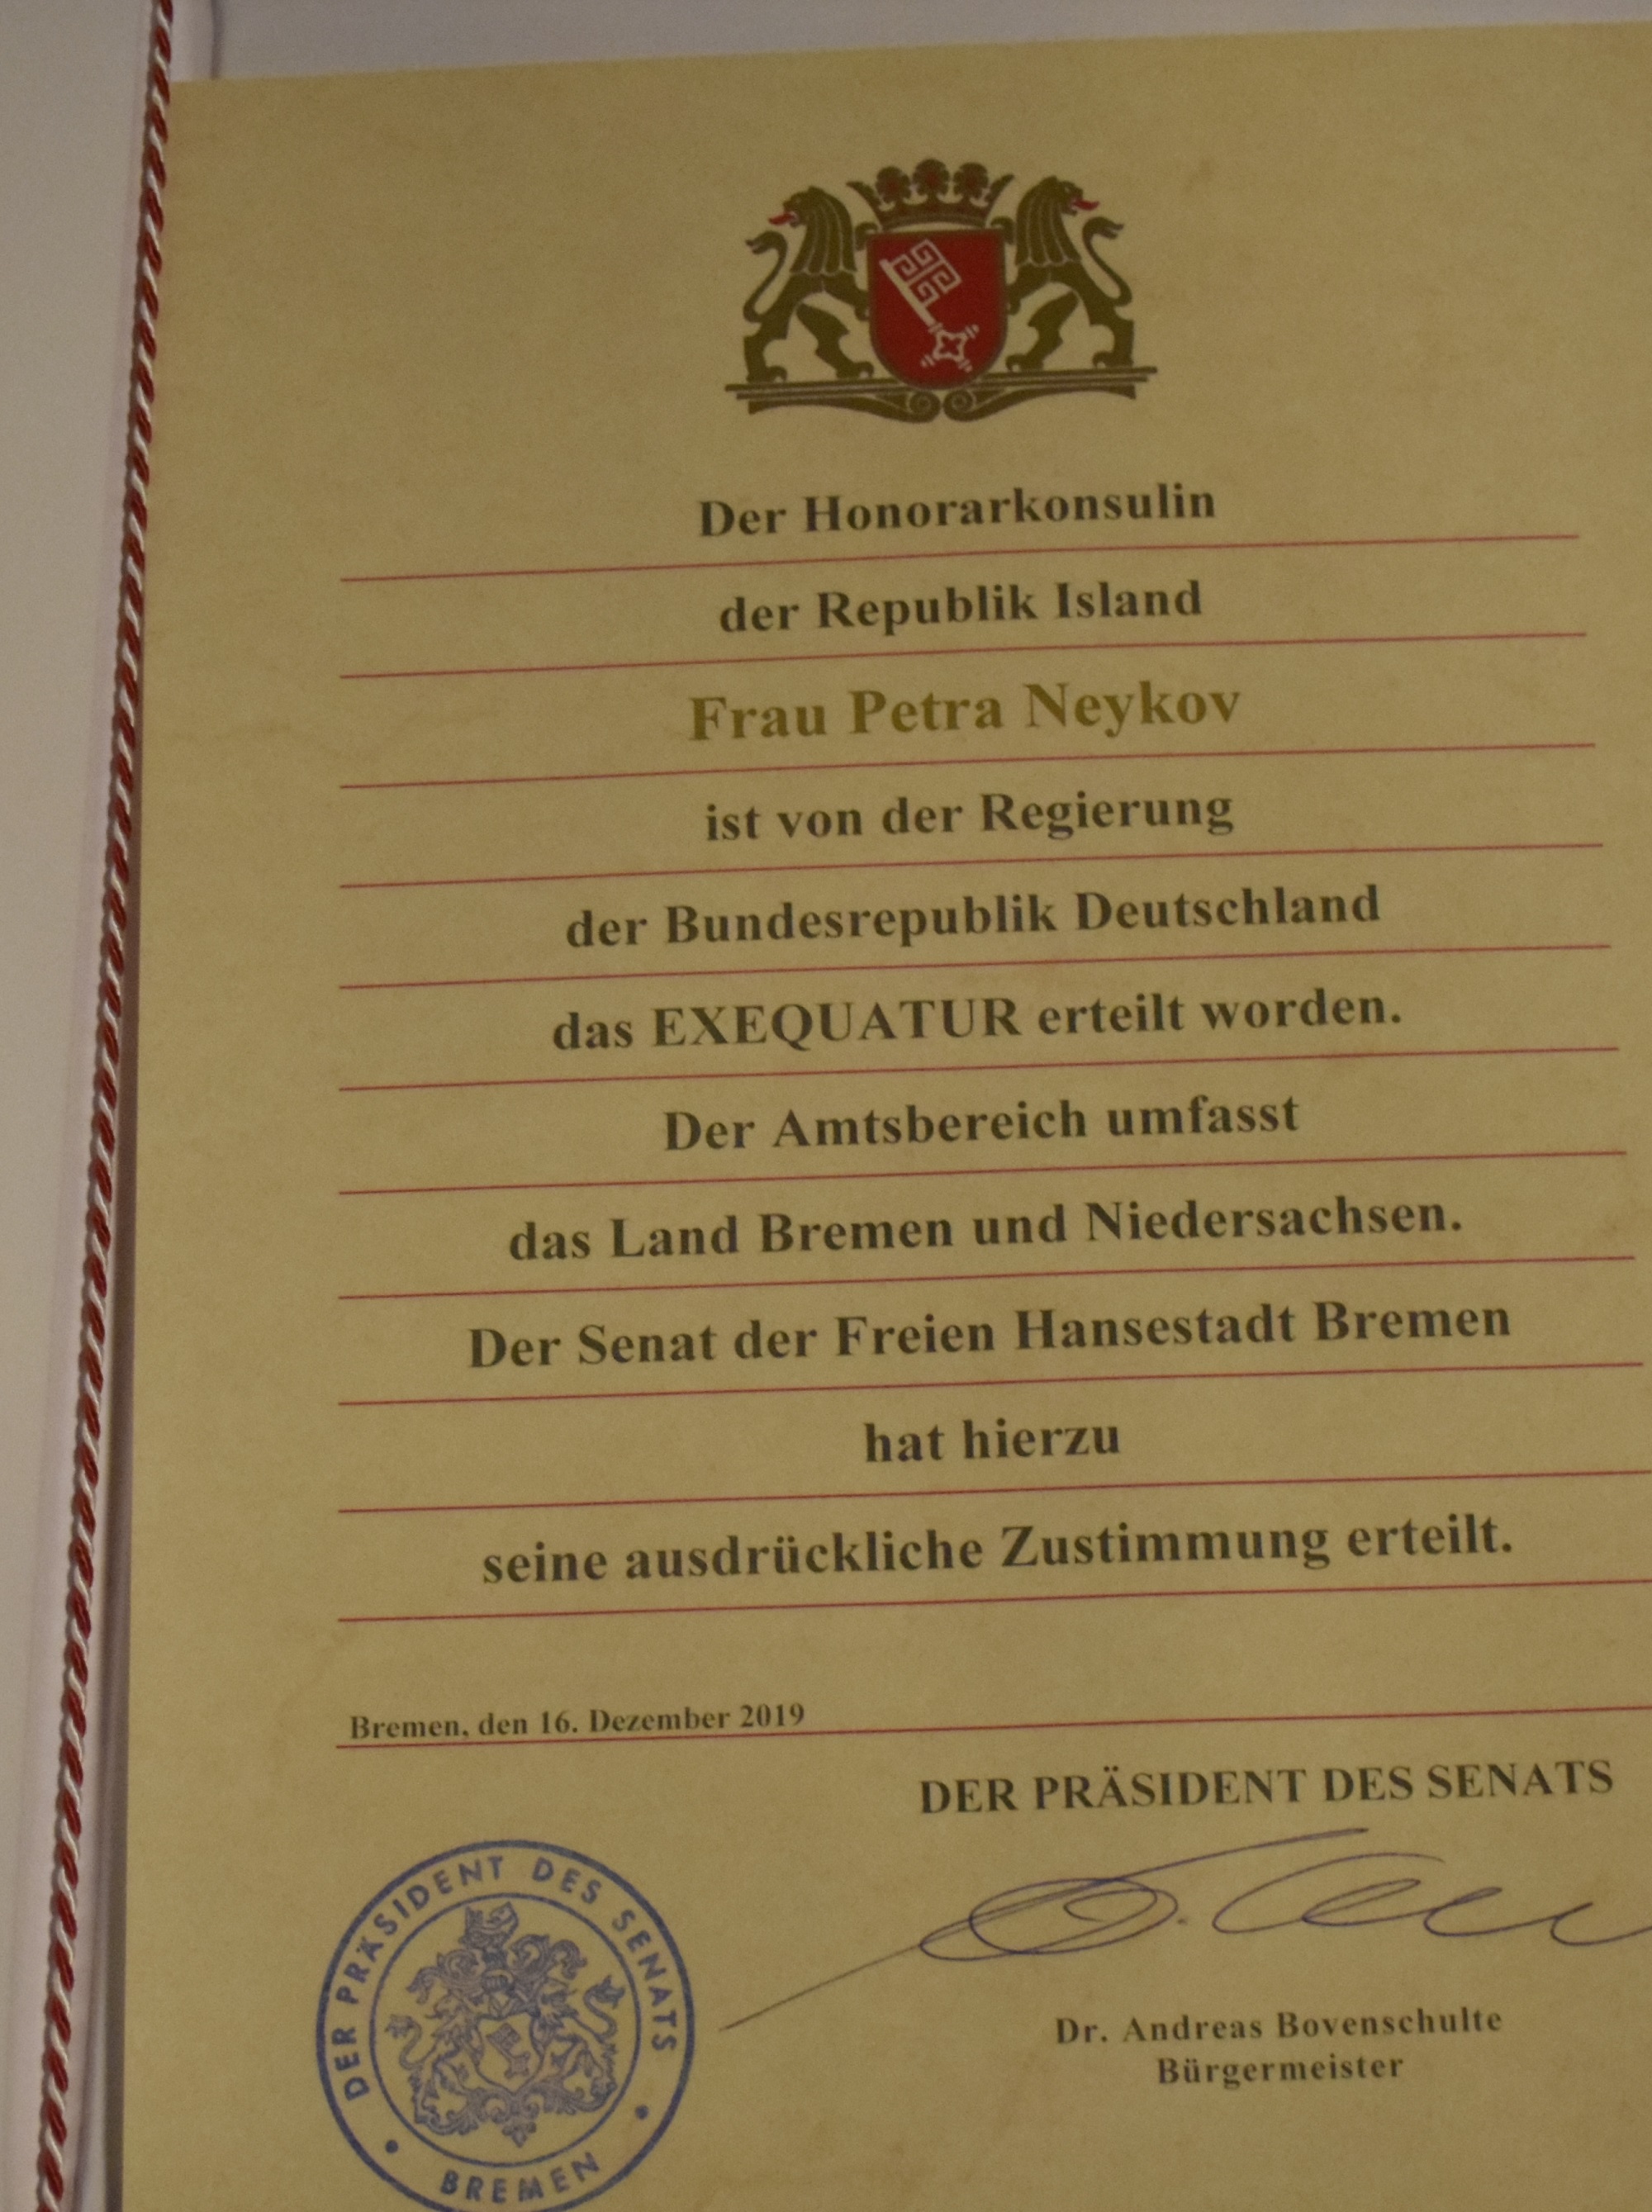 Der Honorarkonsulin
der Republik Island
Frau Petra Neykov
ist von der Regierung
der Bundesrepublik Deutschland
das EXEQUATUR erteilt worden.
Der Amtsbereich umfasst
das Land Bremen und Niedersachsen.
Der Senat der Freien Hansestadt Bremen
hat hierzu
seine ausdrückliche Zustimmung erteilt.
Bremen, den 16. Dezember 2019
DER PRÄSIDENT DES SENATS
Dr. Andreas Bovenschulte
Bürgermeister
DER PRÄSIDENT DES SENATS
BREMEN